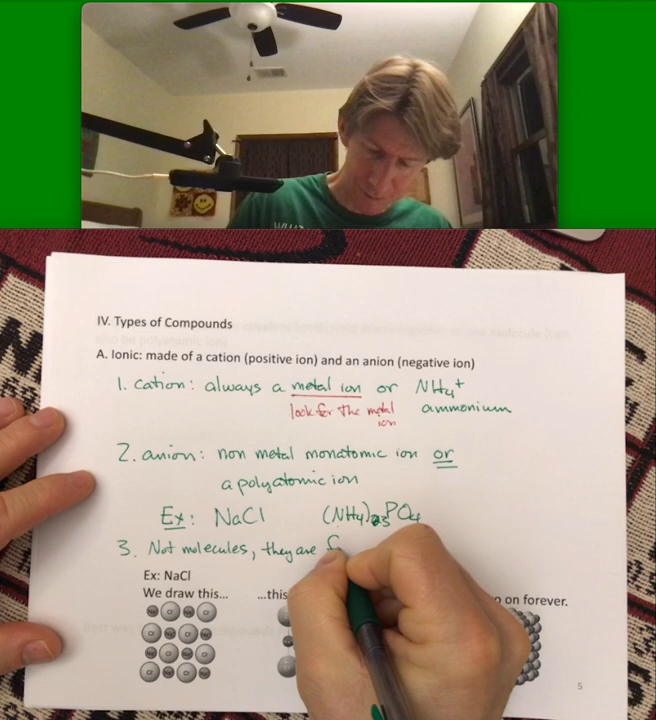 IV. Types of Compounds
A. Ionic: made of a cation (positive ion) and an anion (negative ion)
1. cation: always a metal ion or NH4+
look for the metal ammonium
ion
2. anion: non metal monatomic ion or
a polyatomic ion
Ex: NaCl (NH4)3PO4
3. Not molecules, they are f
Ex: NaCl
We draw this... ...this o on forever.
5